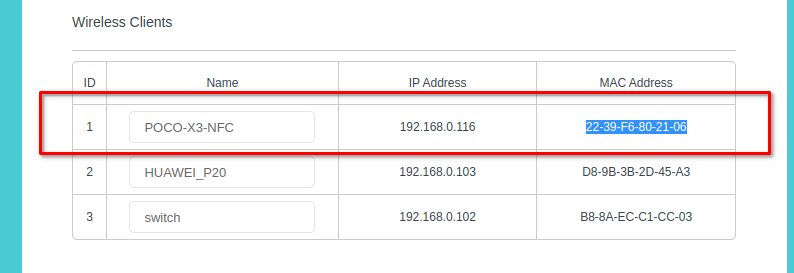 Wireless Clients
ID Name IP Address MAC Address
1 POCO-X3-NFC 192.168.0.116 22-39-F6-80-21-06
2 HUAWEI_P20 192.168.0.103 D8-9B-3B-2D-45-A3
3 switch 192.168.0.102 B8-8A-EC-C1-CC-03